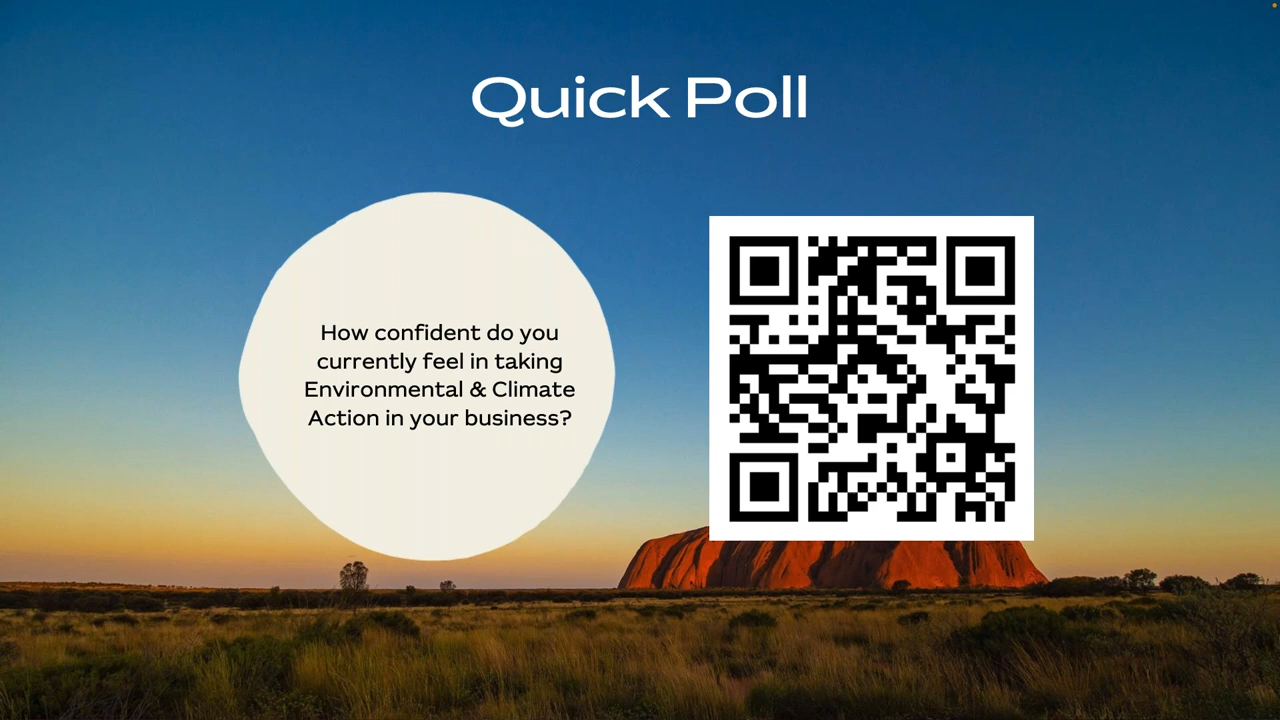 Quick Poll
How confident do you
currently feel in taking
Environmental & Climate
Action in your business?